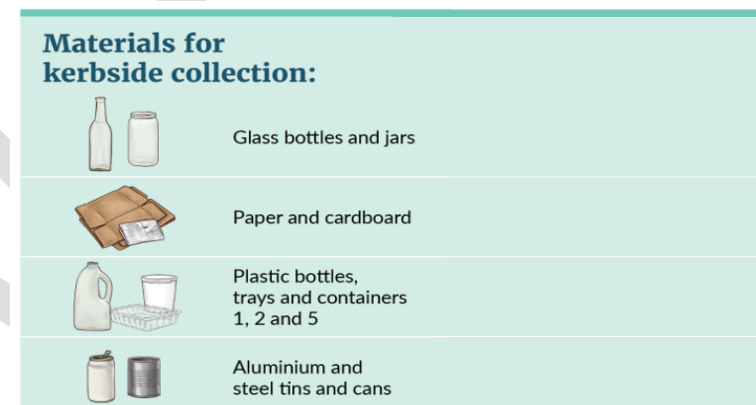 Materials for
kerbside collection:
Glass bottles and jars
Paper and cardboard
Plastic bottles,
trays and containers
1, 2 and 5
Aluminium and
steel tins and cans